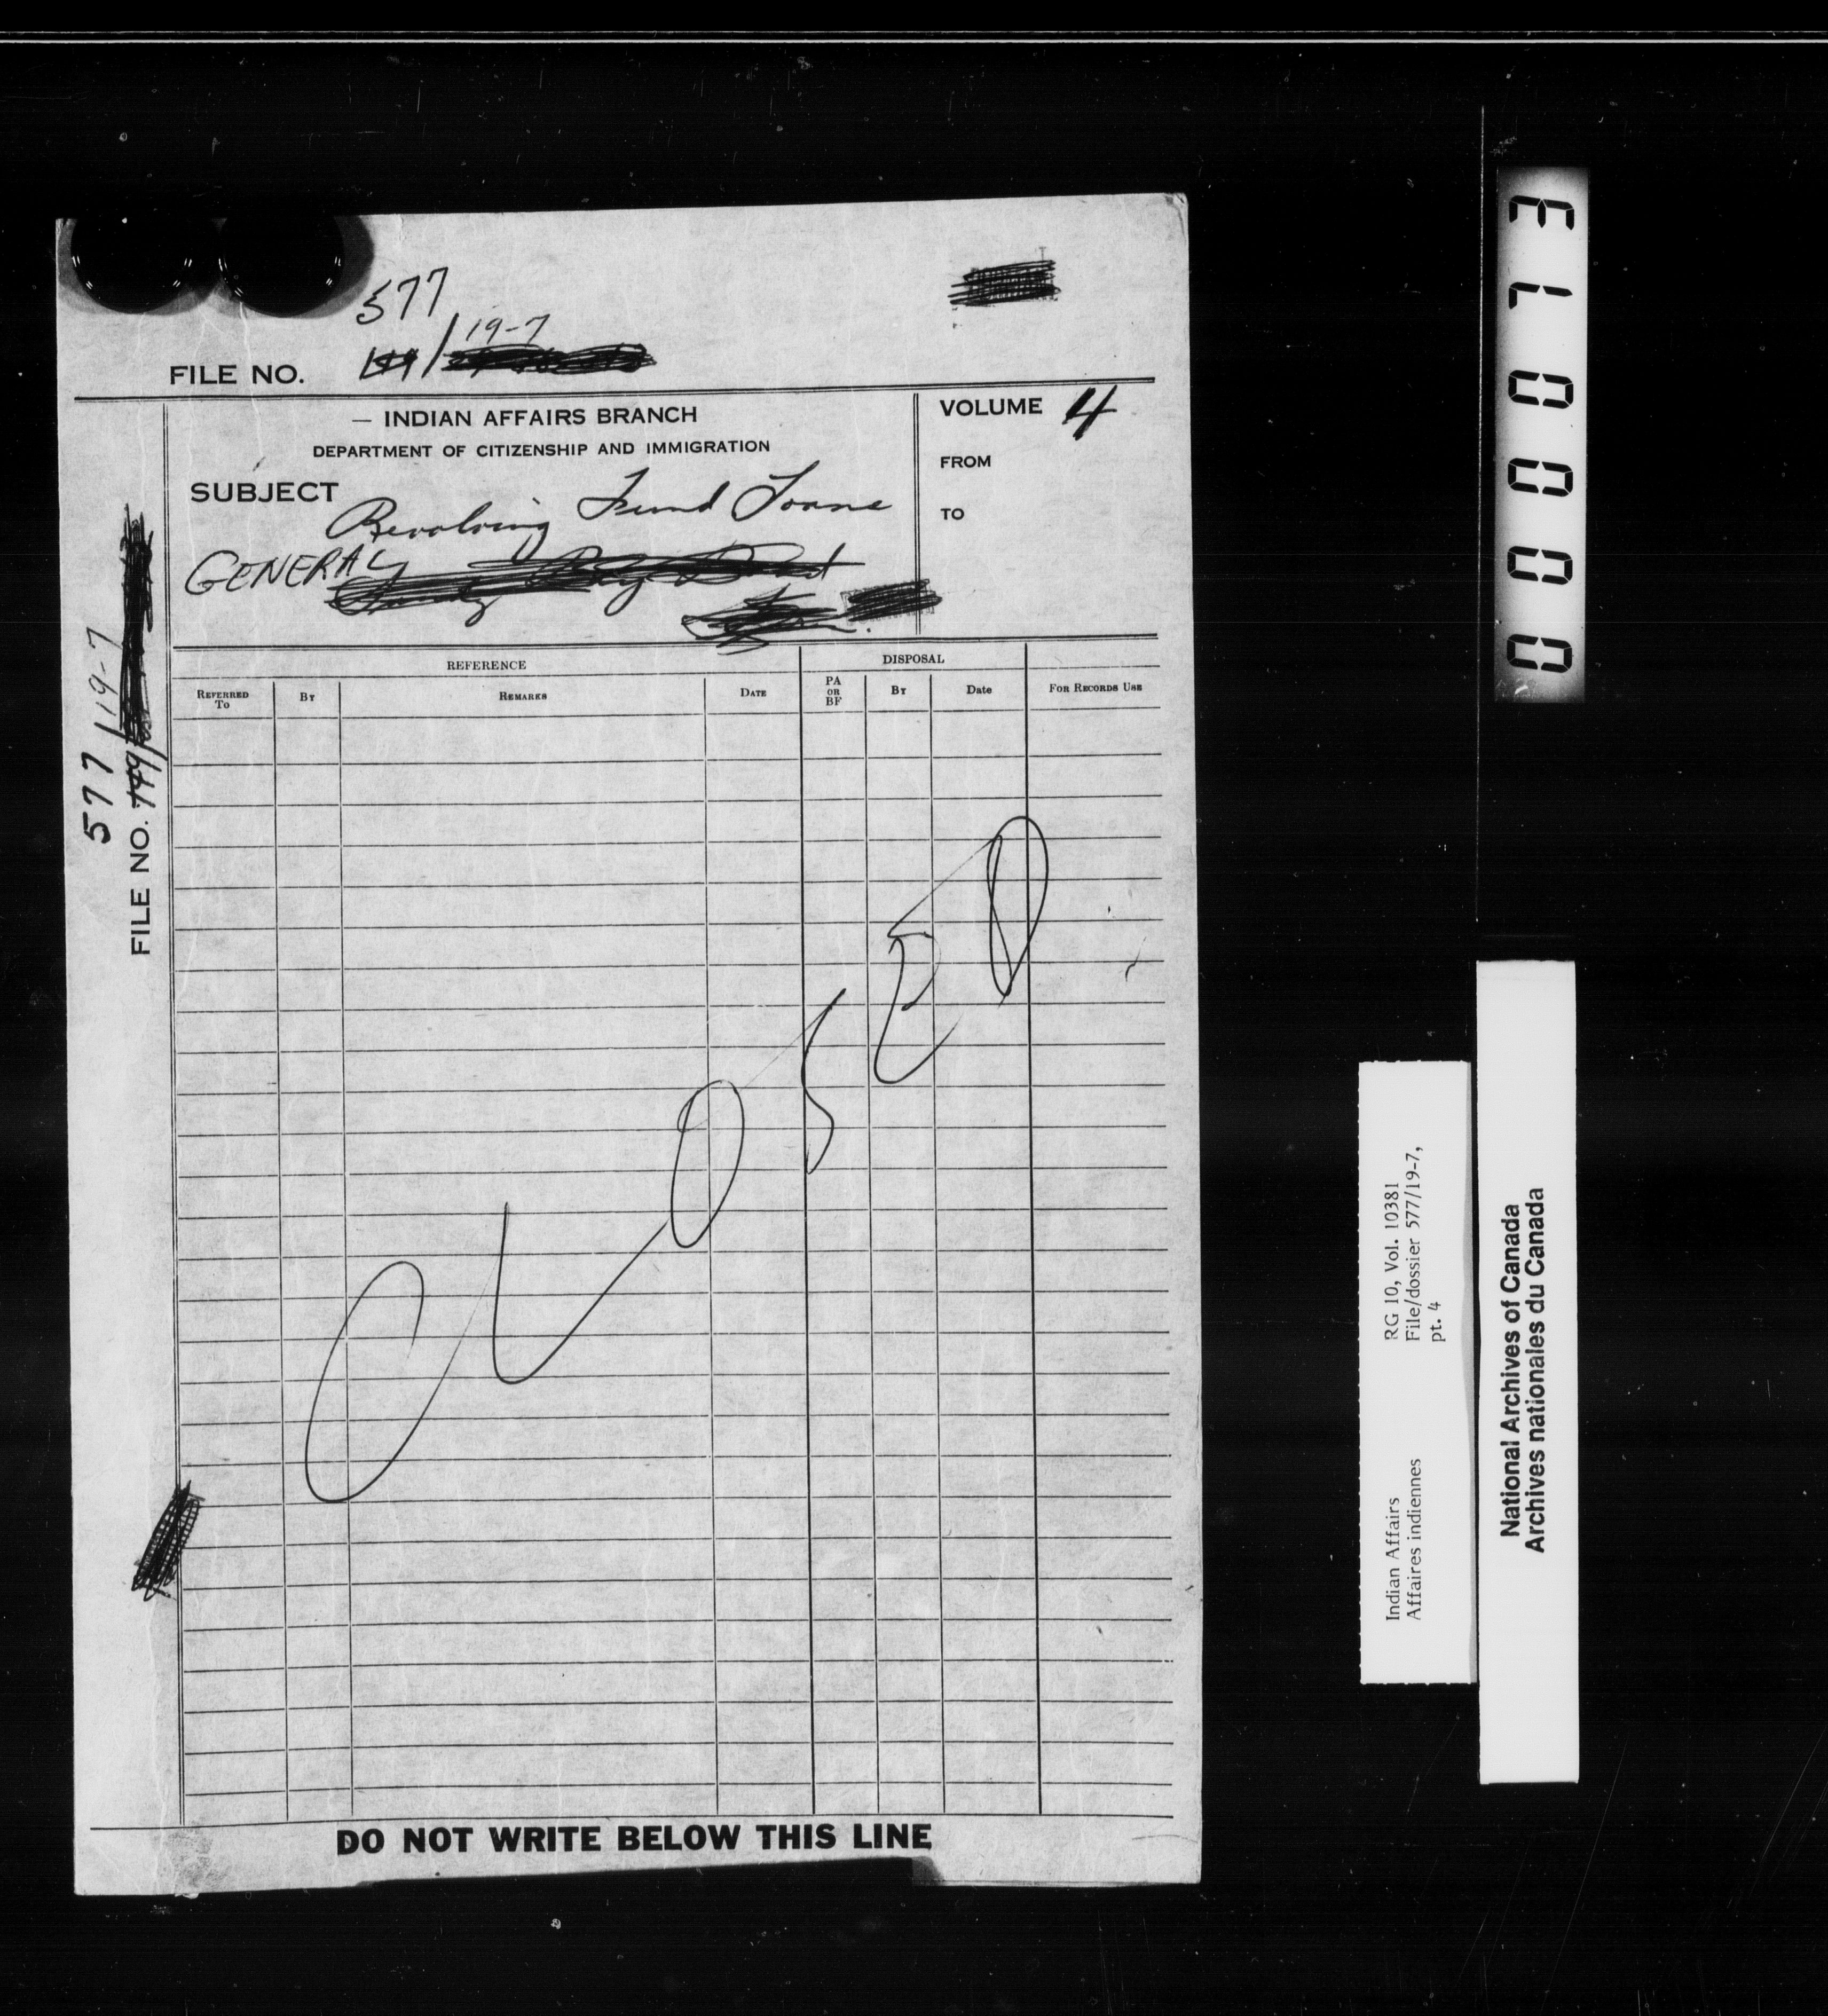 577
19-7
FILE NO. 149/
— INDIAN AFFAIRS BRANCH
DEPARTMENT OF CITIZENSHIP AND IMMIGRATION
SUBJECT
Revolving Fund Loans
GENERAL
VOLUME 4
FROM
TO
577/19-7
FILE NO. 149/
REFERENCE
DISPOSAL
REFERRED TO
BY
REMARKS
DATE
PA OR BF
BY
Date
FOR RECORDS USE
CLOSED
DO NOT WRITE BELOW THIS LINE
000073
Indian Affairs
Affaires indiennes
RG 10, Vol. 10381
File/dossier 577/19-7,
pt. 4
National Archives of Canada
Archives nationales du Canada